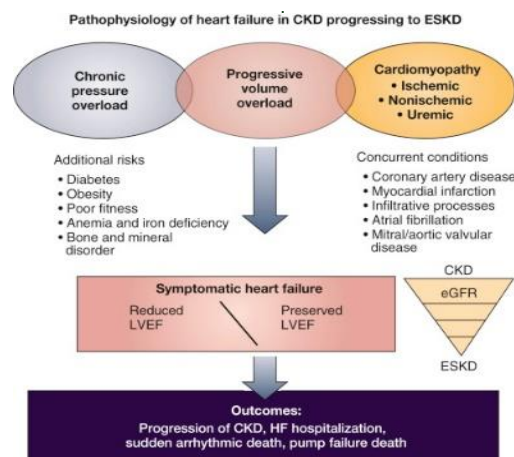 Pathophysiology of heart failure in CKD progressing to ESKD
Chronic
pressure
overload
Progressive
volume
overload
Cardiomyopathy
• Ischemic
• Nonischemic
• Uremic
Additional risks
• Diabetes
• Obesity
• Poor fitness
• Anemia and iron deficiency
• Bone and mineral
disorder
Concurrent conditions
• Coronary artery disease
• Myocardial infarction
• Infiltrative processes
• Atrial fibrillation
• Mitral/aortic valvular
disease
Symptomatic heart failure
Reduced
LVEF
Preserved
LVEF
CKD
eGFR
ESKD
Outcomes:
Progression of CKD, HF hospitalization,
sudden arrhythmic death, pump failure death